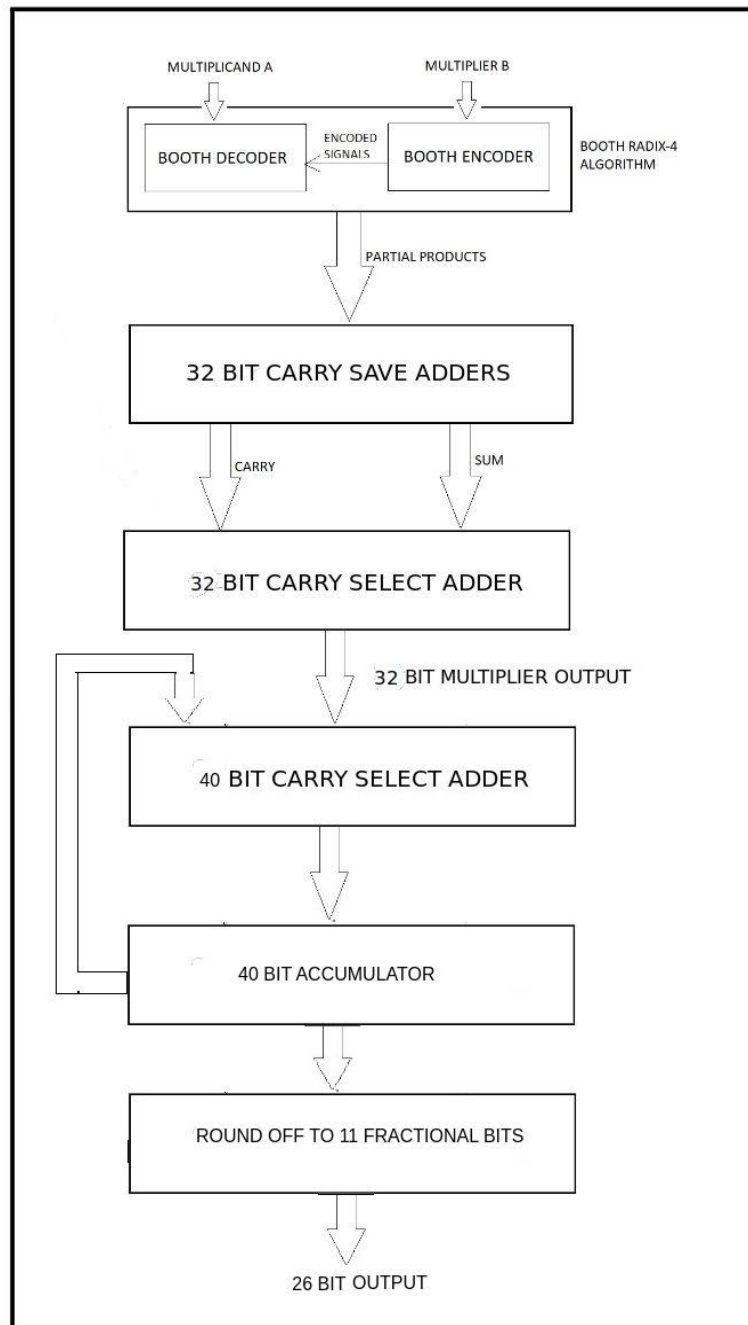 MULTIPLICAND A
MULTIPLIER B
BOOTH DECODER
ENCODED
SIGNALS
BOOTH ENCODER
BOOTH RADIX-4
ALGORITHM
PARTIAL PRODUCTS
32 BIT CARRY SAVE ADDERS
CARRY
SUM
32 BIT CARRY SELECT ADDER
32 BIT MULTIPLIER OUTPUT
40 BIT CARRY SELECT ADDER
40 BIT ACCUMULATOR
ROUND OFF TO 11 FRACTIONAL BITS
26 BIT OUTPUT